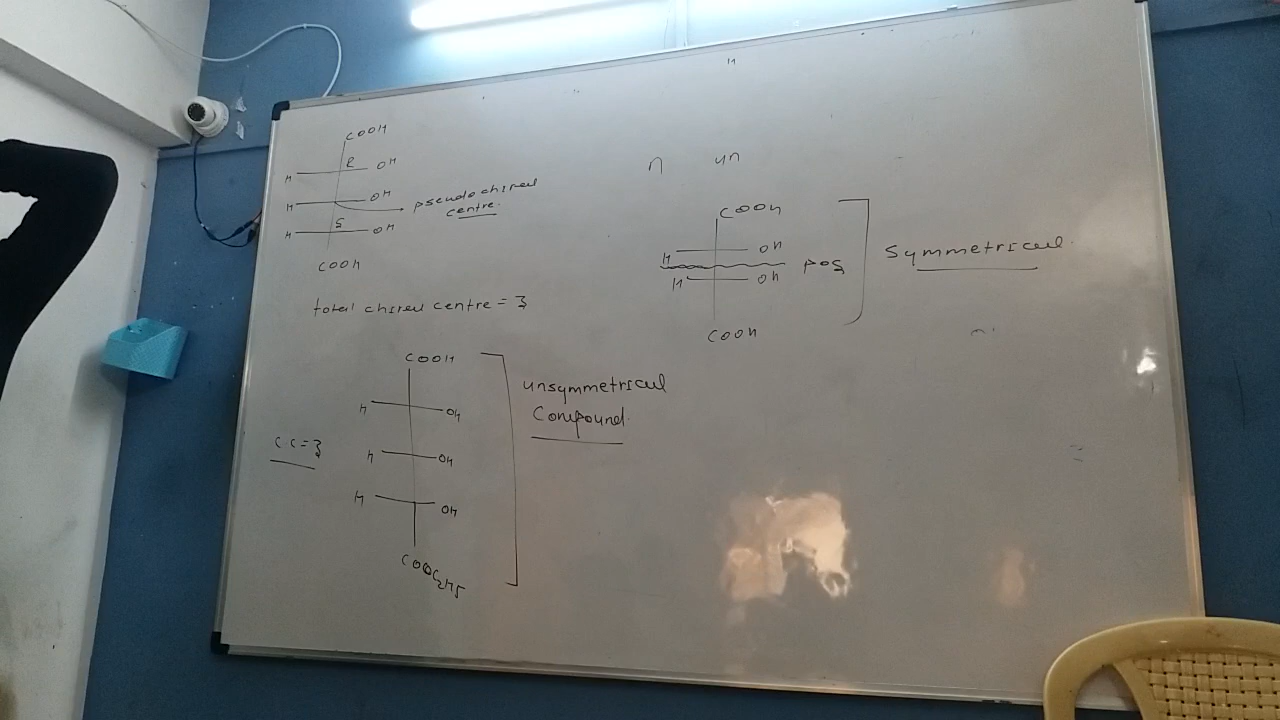 COOH
R
H OH
H OH
pseudo chiral
centre.
S
H OH
COOH
total chiral centre = 3
n un
COOH
H OH
POS
H OH
COOH
Symmetrical
COOH
H OH
CC=3
H OH
H OH
COOC2H5
unsymmetrical
Compound.